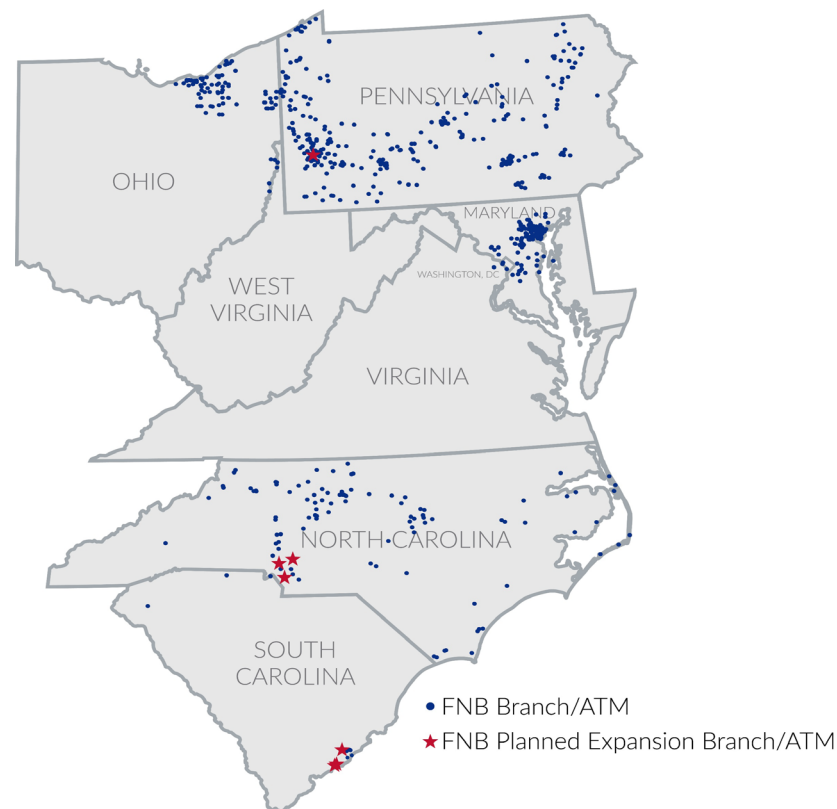 PENNSYLVANIA
OHIO
MARYLAND
WASHINGTON, DC
WEST
VIRGINIA
VIRGINIA
NORTH CAROLINA
SOUTH
CAROLINA
FNB Branch/ATM
FNB Planned Expansion Branch/ATM